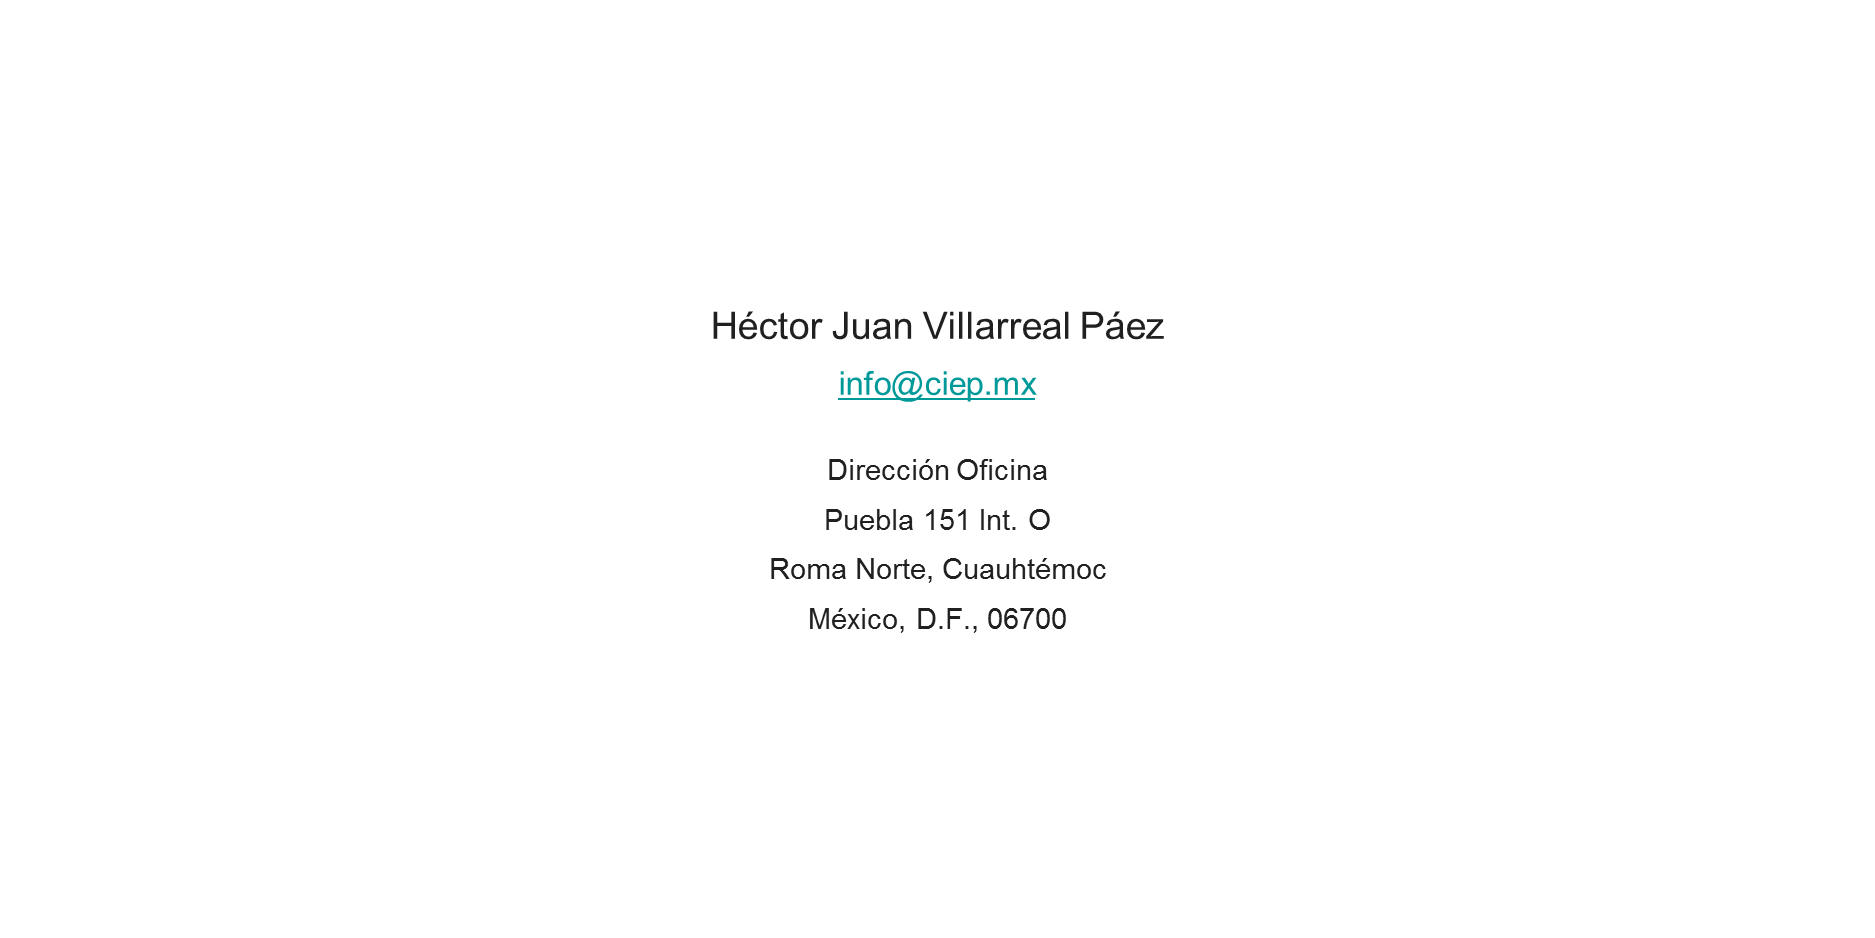 Héctor Juan Villarreal Páez
info@ciep.mx
Dirección Oficina
Puebla 151 Int. O
Roma Norte, Cuauhtémoc
México, D.F., 06700